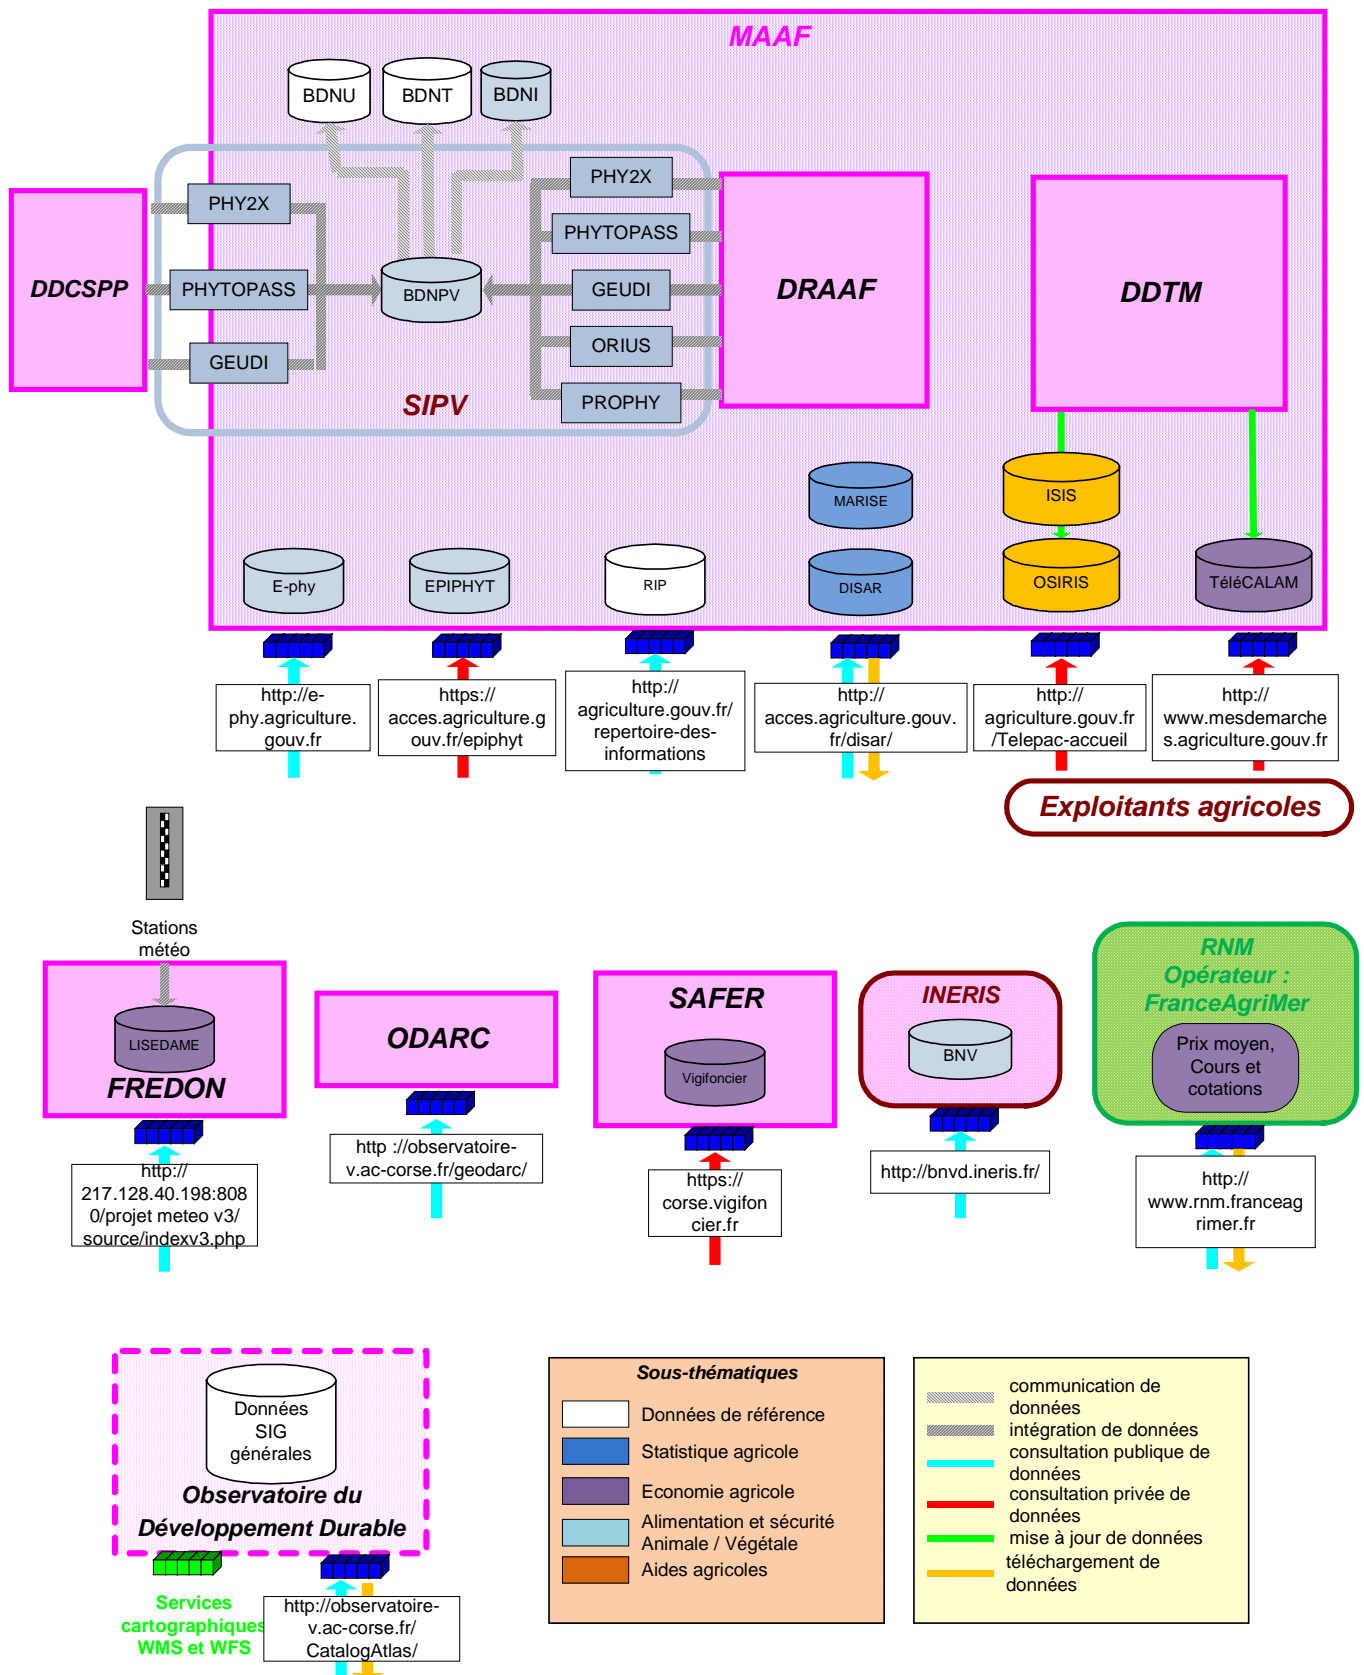 MAAF
BDNU
BDNT
BDNI
PHY2X
PHYTOPASS
GEUDI
DDCSPP
BDNPV
SIPV
PHY2X
PHYTOPASS
GEUDI
ORIUS
PROPHY
DRAAF
DDTM
MARISE
ISIS
E-phy
EPIPHYT
RIP
DISAR
OSIRIS
TéléCALAM
http://e-
phy.agriculture.
gouv.fr
https://
acces.agriculture.g
ouv.fr/epiphyt
http://
agriculture.gouv.fr/
repertoire-des-
informations
http://
acces.agriculture.gouv.
fr/disar/
http://
agriculture.gouv.fr
/Telepac-accueil
http://
www.mesdemarche
s.agriculture.gouv.fr
Exploitants agricoles
Stations
météo
LISEDAME
FREDON
http://
217.128.40.198:808
0/projet meteo v3/
source/indexv3.php
ODARC
http ://observatoire-
v.ac-corse.fr/geodarc/
SAFER
Vigifoncier
https://
corse.vigifon
cier.fr
INERIS
BNV
http://bnvd.ineris.fr/
RNM
Opérateur :
FranceAgriMer
Prix moyen,
Cours et
cotations
http://
www.rnm.franceag
rimer.fr
Données
SIG
générales
Observatoire du
Développement Durable
Services
cartographiques
WMS et WFS
http://observatoire-
v.ac-corse.fr/
CatalogAtlas/
Sous-thématiques
Données de référence
Statistique agricole
Economie agricole
Alimentation et sécurité
Animale / Végétale
Aides agricoles
communication de
données
intégration de données
consultation publique de
données
consultation privée de
données
mise à jour de données
téléchargement de
données